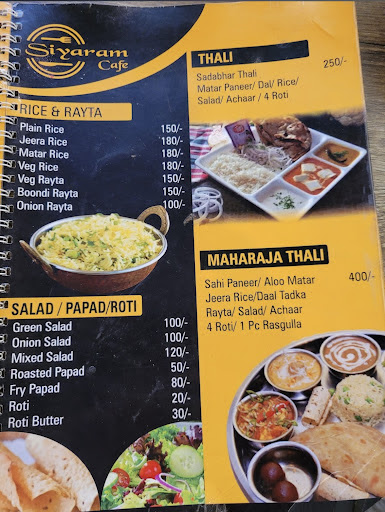 Siyaram
Cafe
RICE & RAYTA
Plain Rice 150/-
Jeera Rice 180/-
Matar Rice 180/-
Veg Rice 180/-
Veg Rayta 150/-
Boondi Rayta 150/-
Onion Rayta 100/-
SALAD / PAPAD/ROTI
Green Salad 100/-
Onion Salad 100/-
Mixed Salad 120/-
Roasted Papad 50/-
Fry Papad 80/-
Roti 20/-
Roti Butter 30/-
THALI
Sadabhar Thali 250/-
Matar Paneer/ Dal/ Rice/
Salad/ Achaar / 4 Roti
MAHARAJA THALI
Sahi Paneer/ Aloo Matar 400/-
Jeera Rice/Daal Tadka
Rayta/ Salad/ Achaar
4 Roti/ 1 Pc Rasgulla